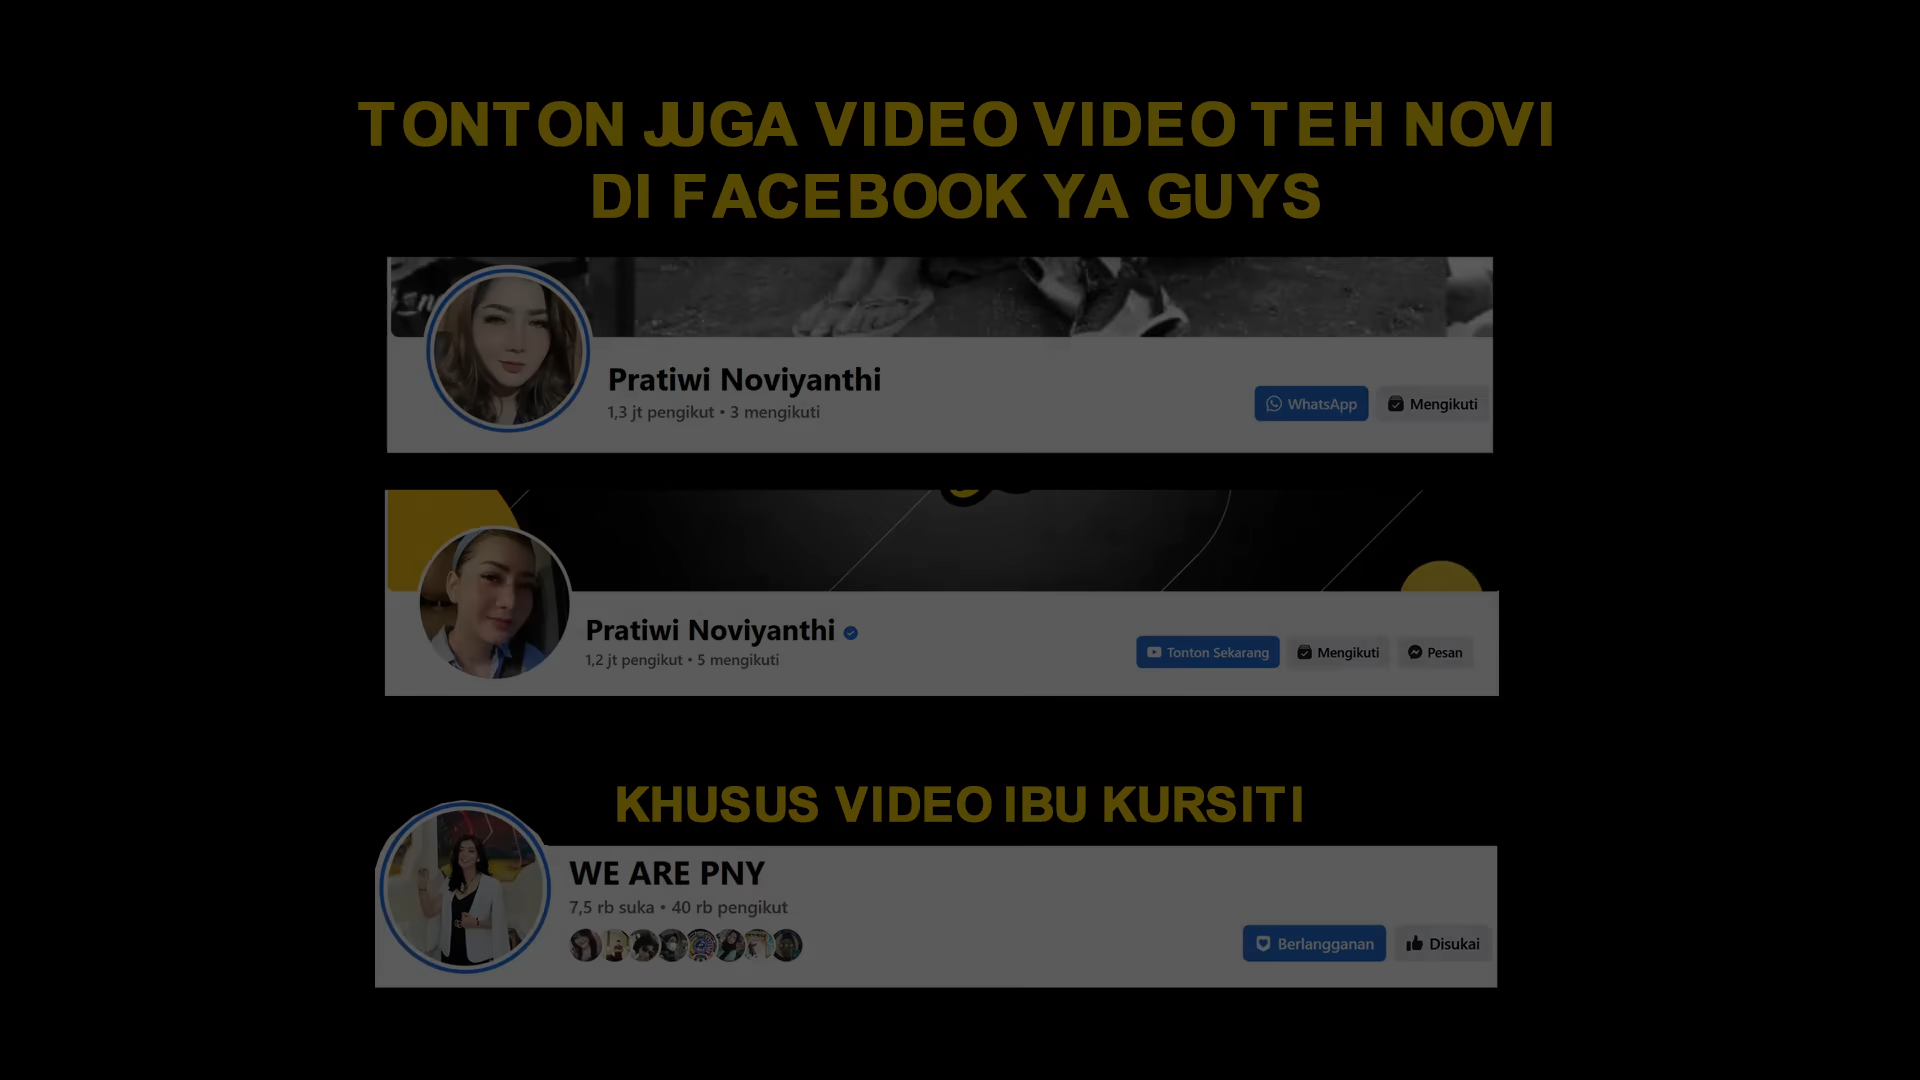 TONTON JUGA VIDEO VIDEO TEH NOVI
DI FACEBOOK YA GUYS
Pratiwi Noviyanthi
1,3 jt pengikut • 3 mengikuti
WhatsApp
Mengikuti
Pratiwi Noviyanthi
1,2 jt pengikut • 5 mengikuti
Tonton Sekarang
Mengikuti
Pesan
KHUSUS VIDEO IBU KURSITI
WE ARE PNY
7,5 rb suka • 40 rb pengikut
Berlangganan
Disukai